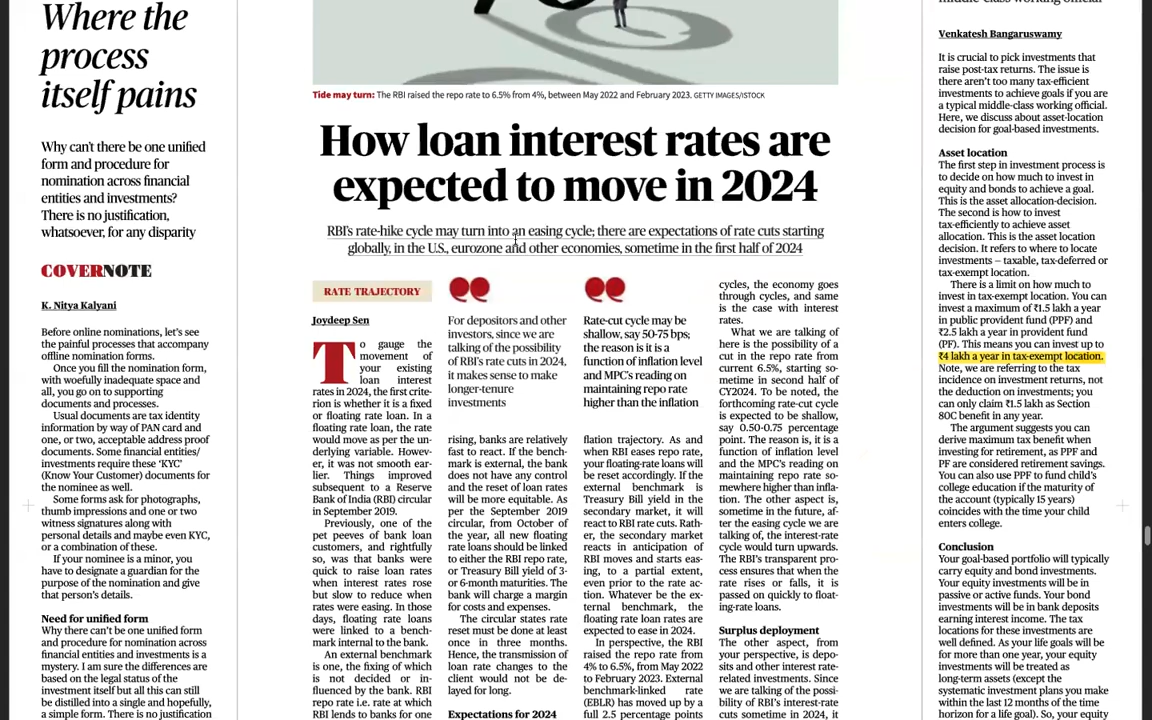 Where the
process
itself pains
Why can't there be one unified
form and procedure for
nomination across financial
entities and investments?
There is no justification,
whatsoever, for any disparity
COVERNOTE
K. Nitya Kalyani
Before online nominations, let's see
the painful processes that accompany
offline nomination forms.
Once you fill the nomination form,
with woefully inadequate space and
all, you go on to supporting
documents and processes.
Usual documents are tax identity
information by way of PAN card and
one, or two, acceptable address proof
documents. Some financial entities/
investments require these 'KYC'
(Know Your Customer) documents for
the nominee as well.
Some forms ask for photographs,
thumb impressions and one or two
witness signatures along with
personal details and maybe even KYC,
or a combination of these.
If your nominee is a minor, you
have to designate a guardian for the
purpose of the nomination and give
that person's details.
Need for unified form
Why there can't be one unified form
and procedure for nomination across
financial entities and investments is a
mystery. I am sure the differences are
based on the legal status of the
investment itself but all this can still
be distilled into a single and hopefully,
a simple form. There is no justification
Tide may turn: The RBI raised the repo rate to 6.5% from 4%, between May 2022 and February 2023. GETTY IMAGES/ISTOCK
How loan interest rates are
expected to move in 2024
RBI's rate-hike cycle may turn into an easing cycle; there are expectations of rate cuts starting
globally, in the U.S., eurozone and other economies, sometime in the first half of 2024
RATE TRAJECTORY
Joydeep Sen
To gauge the
movement of
your existing
loan interest
rates in 2024, the first crite-
rion is whether it is a fixed
or floating rate loan. In a
floating rate loan, the rate
would move as per the un-
derlying variable. Howev-
er, it was not smooth ear-
lier. Things improved
subsequent to a Reserve
Bank of India (RBI) circular
in September 2019.
Previously, one of the
pet peeves of bank loan
customers, and rightfully
so, was that banks were
quick to raise loan rates
when interest rates rose
but slow to reduce when
rates were easing. In those
days, floating rate loans
were linked to a bench-
mark internal to the bank.
An external benchmark
is one, the fixing of which
is not decided or in-
fluenced by the bank. RBI
repo rate i.e. rate at which
RBI lends to banks for one
For depositors and other
investors, since we are
talking of the possibility
of RBI's rate cuts in 2024,
it makes sense to make
longer-tenure
investments
rising, banks are relatively
fast to react. If the bench-
mark is external, the bank
does not have any control
and the reset of loan rates
will be more equitable. As
per the September 2019
circular, from October of
the year, all new floating
rate loans should be linked
to either the RBI repo rate,
or Treasury Bill yield of 3-
or 6-month maturities. The
bank will charge a margin
for costs and expenses.
The circular states rate
reset must be done at least
once in three months.
Hence, the transmission of
loan rate changes to the
client would not be de-
layed for long.
Expectations for 2024
Rate-cut cycle may be
shallow, say 50-75 bps;
the reason is it is a
function of inflation level
and MPC's reading on
maintaining repo rate
higher than the inflation
flation trajectory. As and
when RBI eases repo rate,
your floating-rate loans will
be reset accordingly. If the
external benchmark is
Treasury Bill yield in the
secondary market, it will
react to RBI rate cuts. Rath-
er, the secondary market
reacts in anticipation of
RBI moves and starts eas-
ing, to a partial extent,
even prior to the rate ac-
tion. Whatever be the ex-
ternal benchmark, the
floating rate loan rates are
expected to ease in 2024.
In perspective, the RBI
raised the repo rate from
4% to 6.5%, from May 2022
to February 2023. External
benchmark-linked rate
(EBLR) has moved up by a
full 2.5 percentage points
cycles, the economy goes
through cycles, and same
is the case with interest
rates.
What we are talking of
here is the possibility of a
cut in the repo rate from
current 6.5%, starting so-
metime in second half of
CY2024. To be noted, the
forthcoming rate-cut cycle
is expected to be shallow,
say 0.50-0.75 percentage
point. The reason is, it is a
function of inflation level
and the MPC's reading on
maintaining repo rate so-
mewhere higher than infla-
tion. The other aspect is,
sometime in the future, af-
ter the easing cycle we are
talking of, the interest-rate
cycle would turn upwards.
The RBI's transparent pro-
cess ensures that when the
rate rises or falls, it is
passed on quickly to float-
ing-rate loans.
Surplus deployment
The other aspect, from
your perspective, is depo-
sits and other interest rate-
related investments. Since
we are talking of the possi-
bility of RBI's interest-rate
cuts sometime in 2024, it
Venkatesh Bangaruswamy
It is crucial to pick investments that
raise post-tax returns. The issue is
there aren't too many tax-efficient
investments to achieve goals if you are
a typical middle-class working official.
Here, we discuss about asset-location
decision for goal-based investments.
Asset location
The first step in investment process is
to decide on how much to invest in
equity and bonds to achieve a goal.
This is the asset allocation-decision.
The second is how to invest
tax-efficiently to achieve asset
allocation. This is the asset location
decision. It refers to where to locate
investments — taxable, tax-deferred or
tax-exempt location.
There is a limit on how much to
invest in tax-exempt location. You can
invest a maximum of ₹1.5 lakh a year
in public provident fund (PPF) and
₹2.5 lakh a year in provident fund
(PF). This means you can invest up to
₹4 lakh a year in tax-exempt location.
Note, we are referring to the tax
incidence on investment returns, not
the deduction on investments; you
can only claim ₹1.5 lakh as Section
80C benefit in any year.
The argument suggests you can
derive maximum tax benefit when
investing for retirement, as PPF and
PF are considered retirement savings.
You can also use PPF to fund child's
college education if the maturity of
the account (typically 15 years)
coincides with the time your child
enters college.
Conclusion
Your goal-based portfolio will typically
carry equity and bond investments.
Your equity investments will be in
passive or active funds. Your bond
investments will be in bank deposits
earning interest income. The tax
locations for these investments are
well defined. As your life goals will be
for more than one year, your equity
investments will be treated as
long-term assets (except the
systematic investment plans you make
within the last 12 months of the time
horizon for a life goal). So, your equity